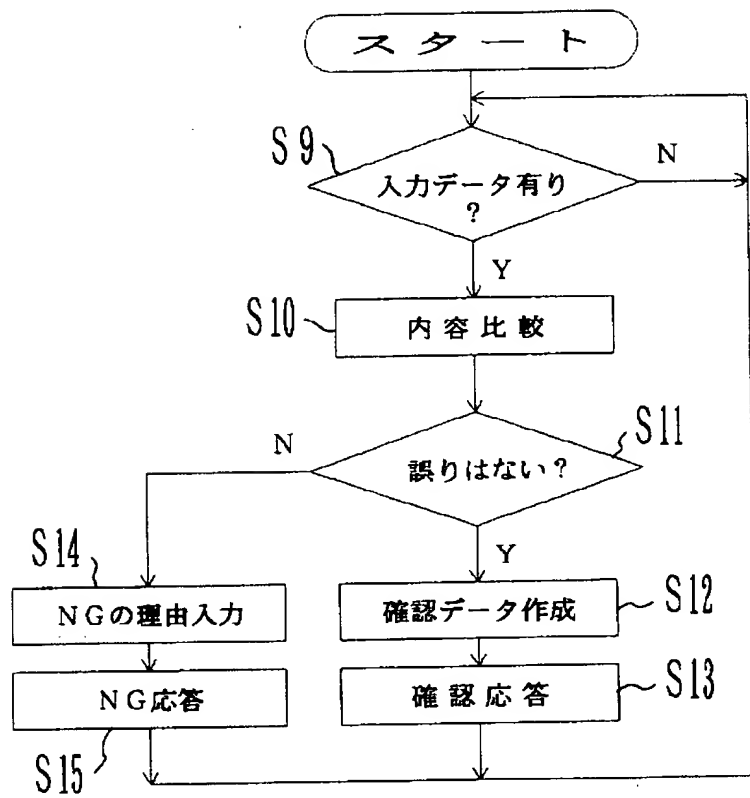 スタート
S9
入力データ有り
?
N
Y
S10
内容比較
S11
誤りはない?
N
Y
S14
NGの理由入力
確認データ作成
S12
NG応答
確認応答
S13
S15